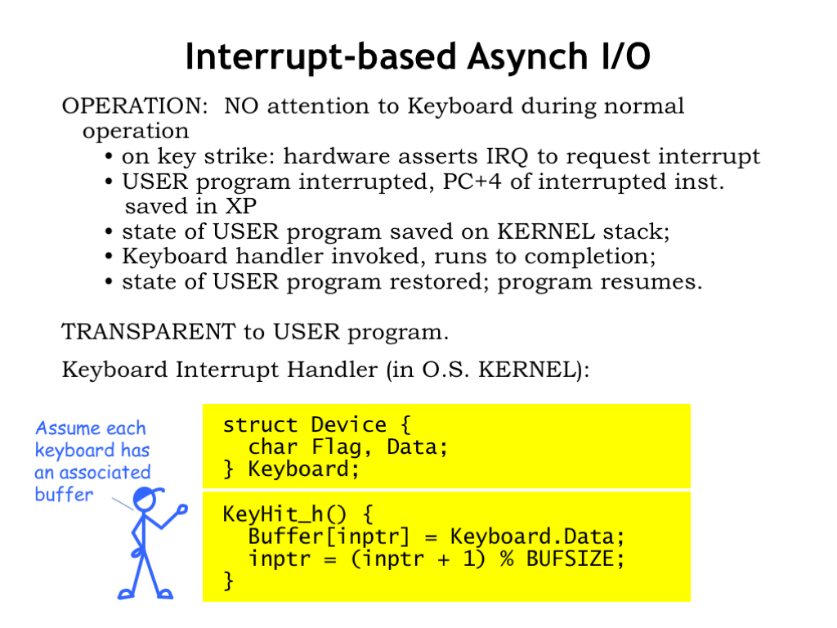 Interrupt-based Asynch I/O
OPERATION: NO attention to Keyboard during normal
operation
• on key strike: hardware asserts IRQ to request interrupt
• USER program interrupted, PC+4 of interrupted inst.
saved in XP
• state of USER program saved on KERNEL stack;
• Keyboard handler invoked, runs to completion;
• state of USER program restored; program resumes.
TRANSPARENT to USER program.
Keyboard Interrupt Handler (in O.S. KERNEL):
Assume each
keyboard has
an associated
buffer
struct Device {
char Flag, Data;
} Keyboard;
KeyHit_h() {
Buffer[inptr] = Keyboard.Data;
inptr = (inptr + 1) % BUFSIZE;
}